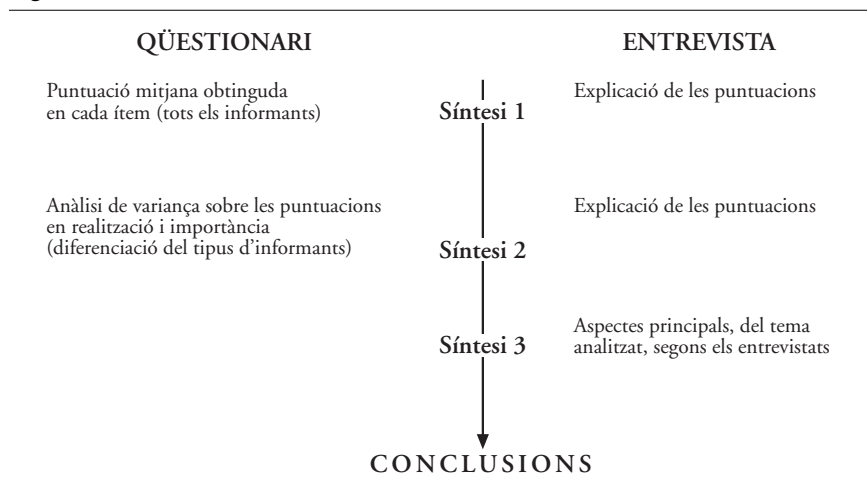 QÜESTIONARI
ENTREVISTA
Puntuació mitjana obtinguda
en cada ítem (tots els informants)
Síntesi 1
Explicació de les puntuacions
Anàlisi de variança sobre les puntuacions
en realització i importància
(diferenciació del tipus d'informants)
Síntesi 2
Explicació de les puntuacions
Síntesi 3
Aspectes principals, del tema
analitzat, segons els entrevistats
CONCLUSIONS